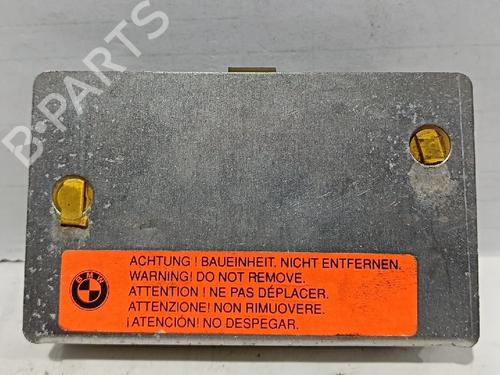 B-PARTS
BMW
ACHTUNG! BAUEINHEIT. NICHT ENTFERNEN.
WARNING! DO NOT REMOVE.
ATTENTION! NE PAS DÉPLACER.
ATTENZIONE! NON RIMUOVERE.
¡ATENCIÓN! NO DESPEGAR.